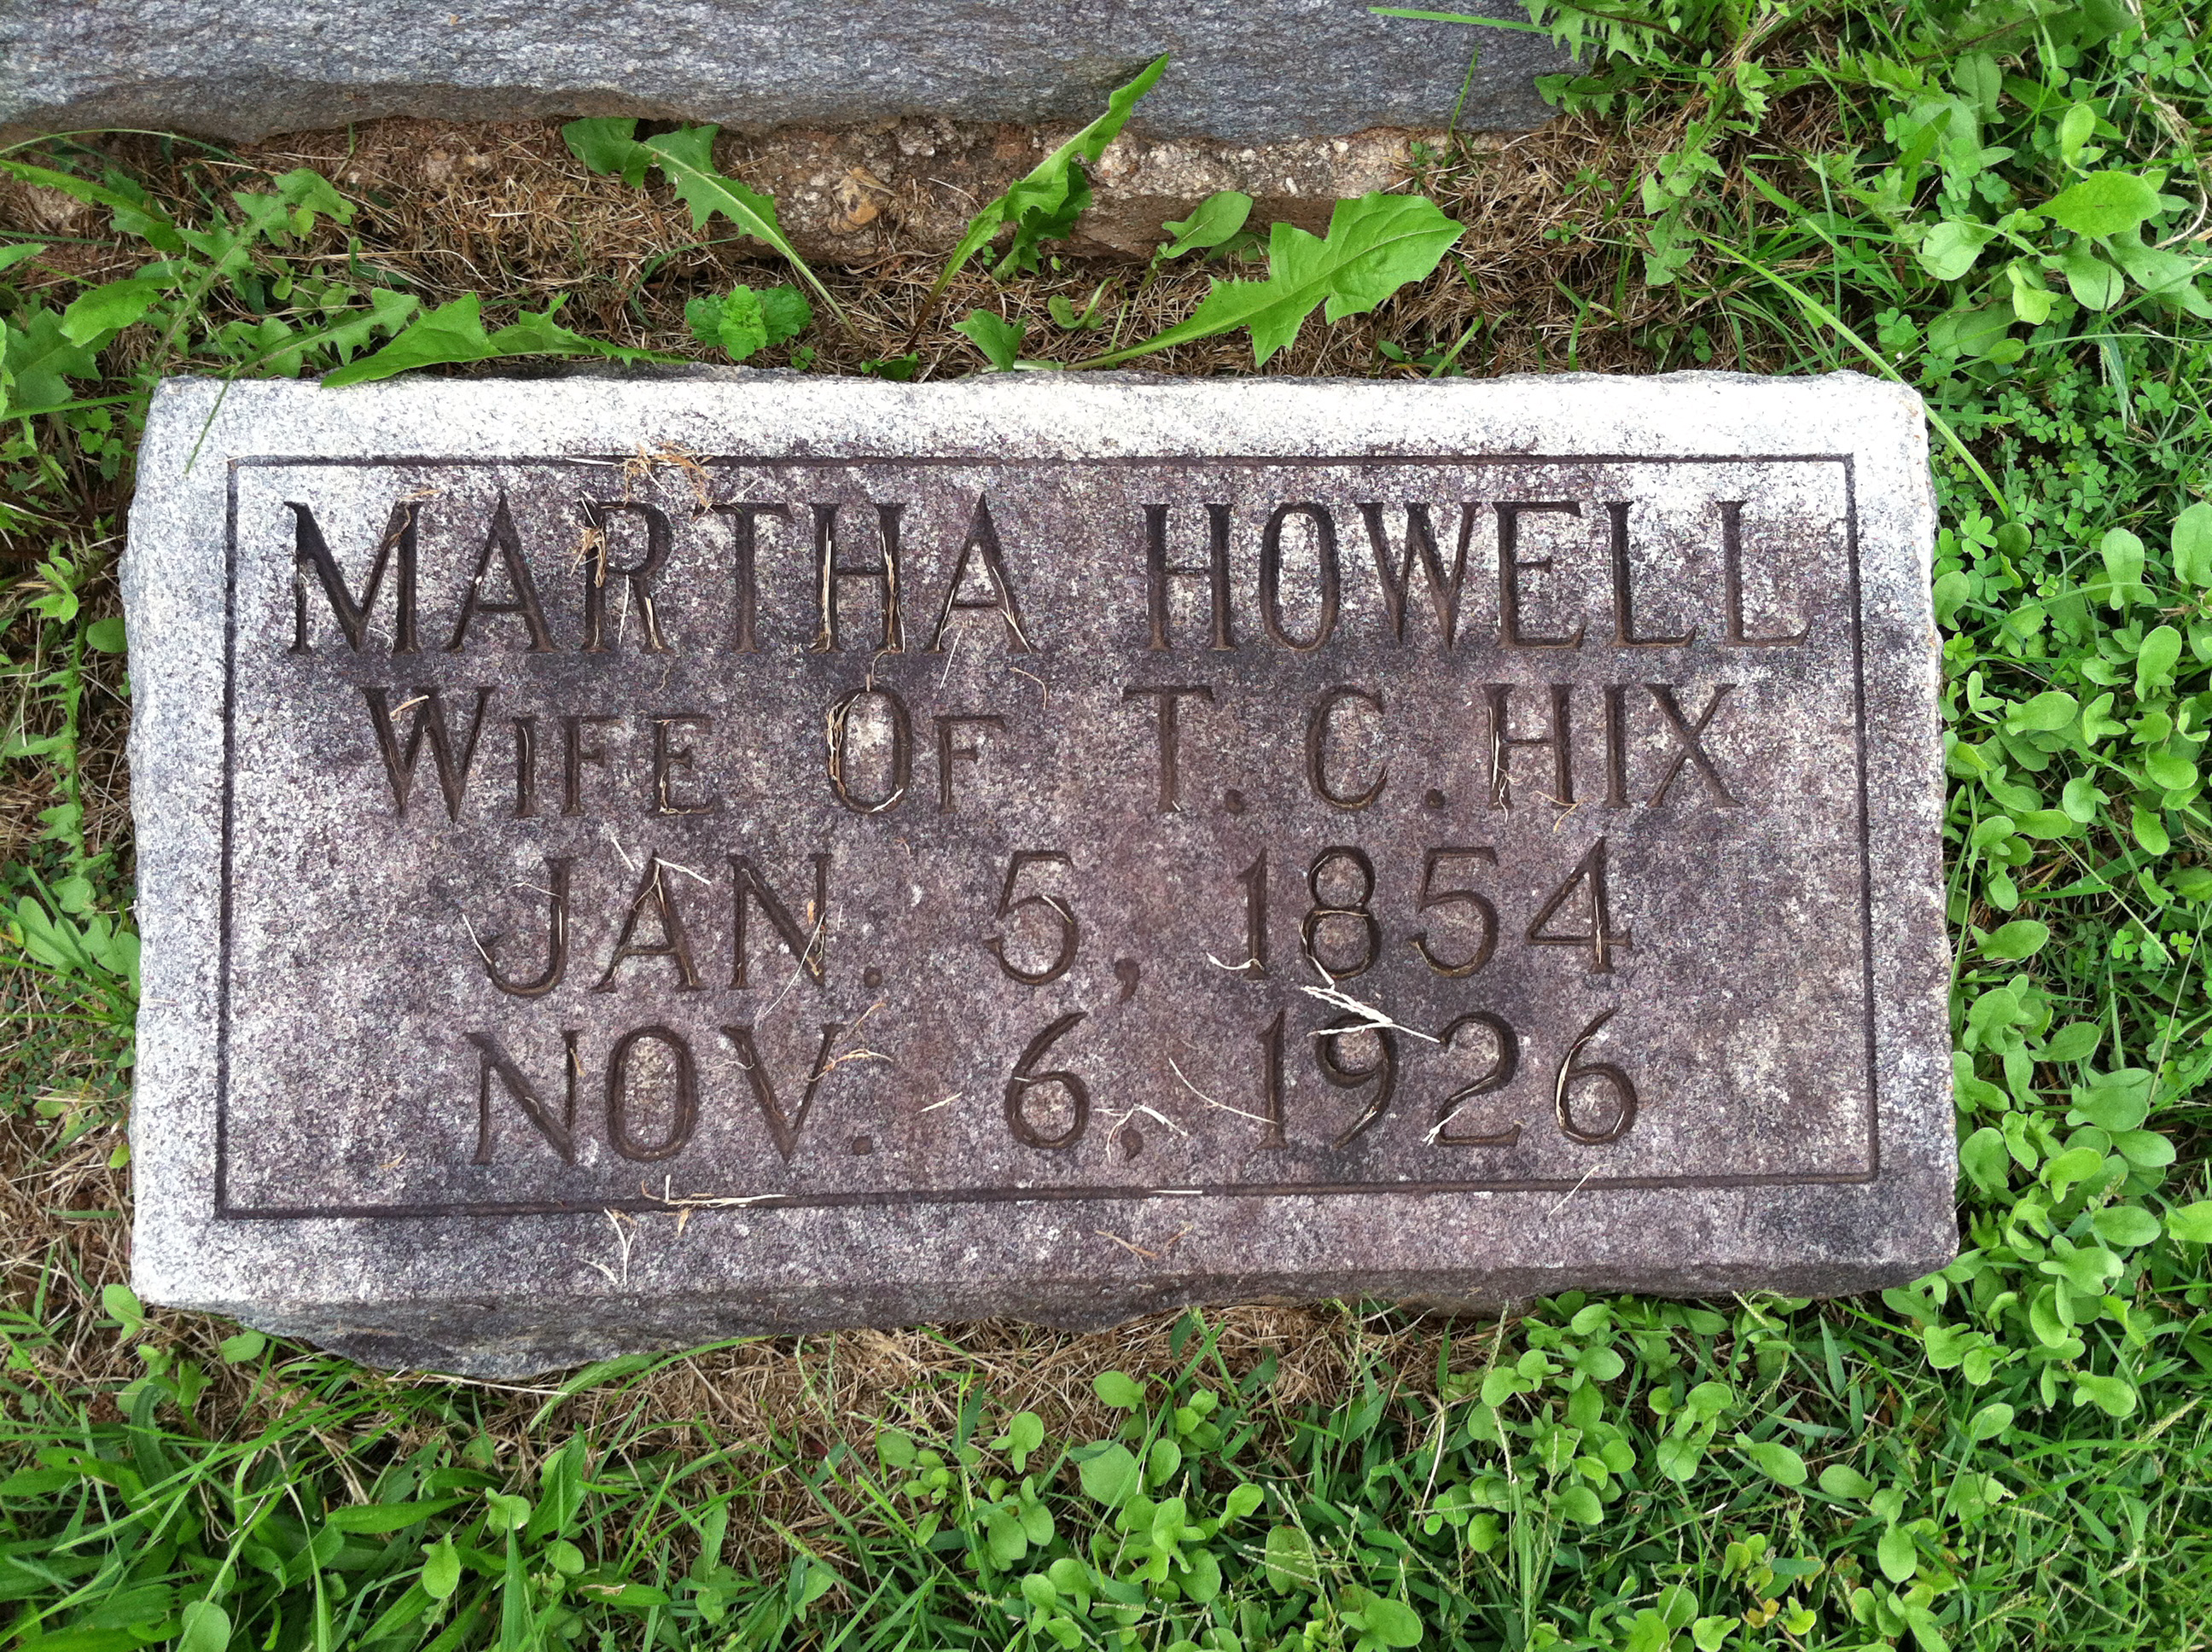 MARTHA HOWELL
WIFE OF T. C. HIX
JAN. 5, 1854
NOV. 6, 1926